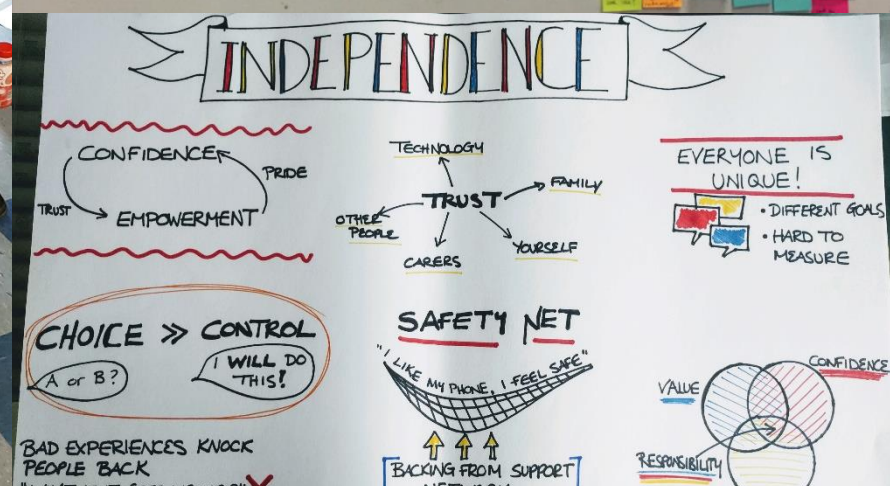 INDEPENDENCE
CONFIDENCE
PRIDE
TRUST
EMPOWERMENT
TECHNOLOGY
TRUST
FAMILY
OTHER
PEOPLE
CARERS
YOURSELF
EVERYONE IS
UNIQUE!
• DIFFERENT GOALS
• HARD TO
MEASURE
CHOICE >> CONTROL
A or B?
I WILL DO
THIS!
SAFETY NET
"I LIKE MY PHONE, I FEEL SAFE"
BACKING FROM SUPPORT
VALUE
CONFIDENCE
RESPONSIBILITY
BAD EXPERIENCES KNOCK
PEOPLE BACK